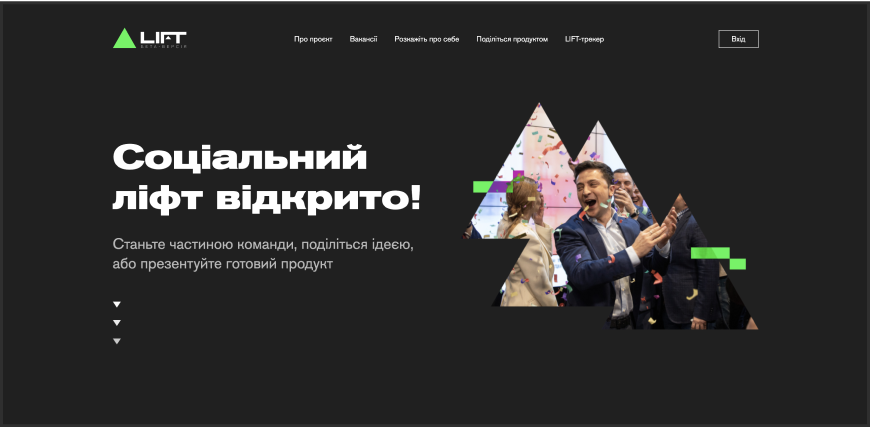 LIFT
БЕТА-ВЕРСІЯ
Про проєкт
Вакансії
Розкажіть про себе
Поділіться продуктом
LIFT-трекер
Вхід
Соціальний
ліфт відкрито!
Станьте частиною команди, поділіться ідеєю,
або презентуйте готовий продукт